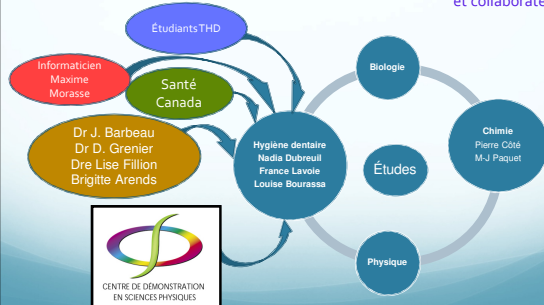 et collaborate
Étudiants THD
Informaticien
Maxime
Morasse
Santé
Canada
Dr J. Barbeau
Dr D. Grenier
Dre Lise Fillion
Brigitte Arends
Hygiène dentaire
Nadia Dubreuil
France Lavoie
Louise Bourassa
Biologie
Chimie
Pierre Côté
M-J Paquet
Études
Physique
CENTRE DE DÉMONSTRATION
EN SCIENCES PHYSIQUES